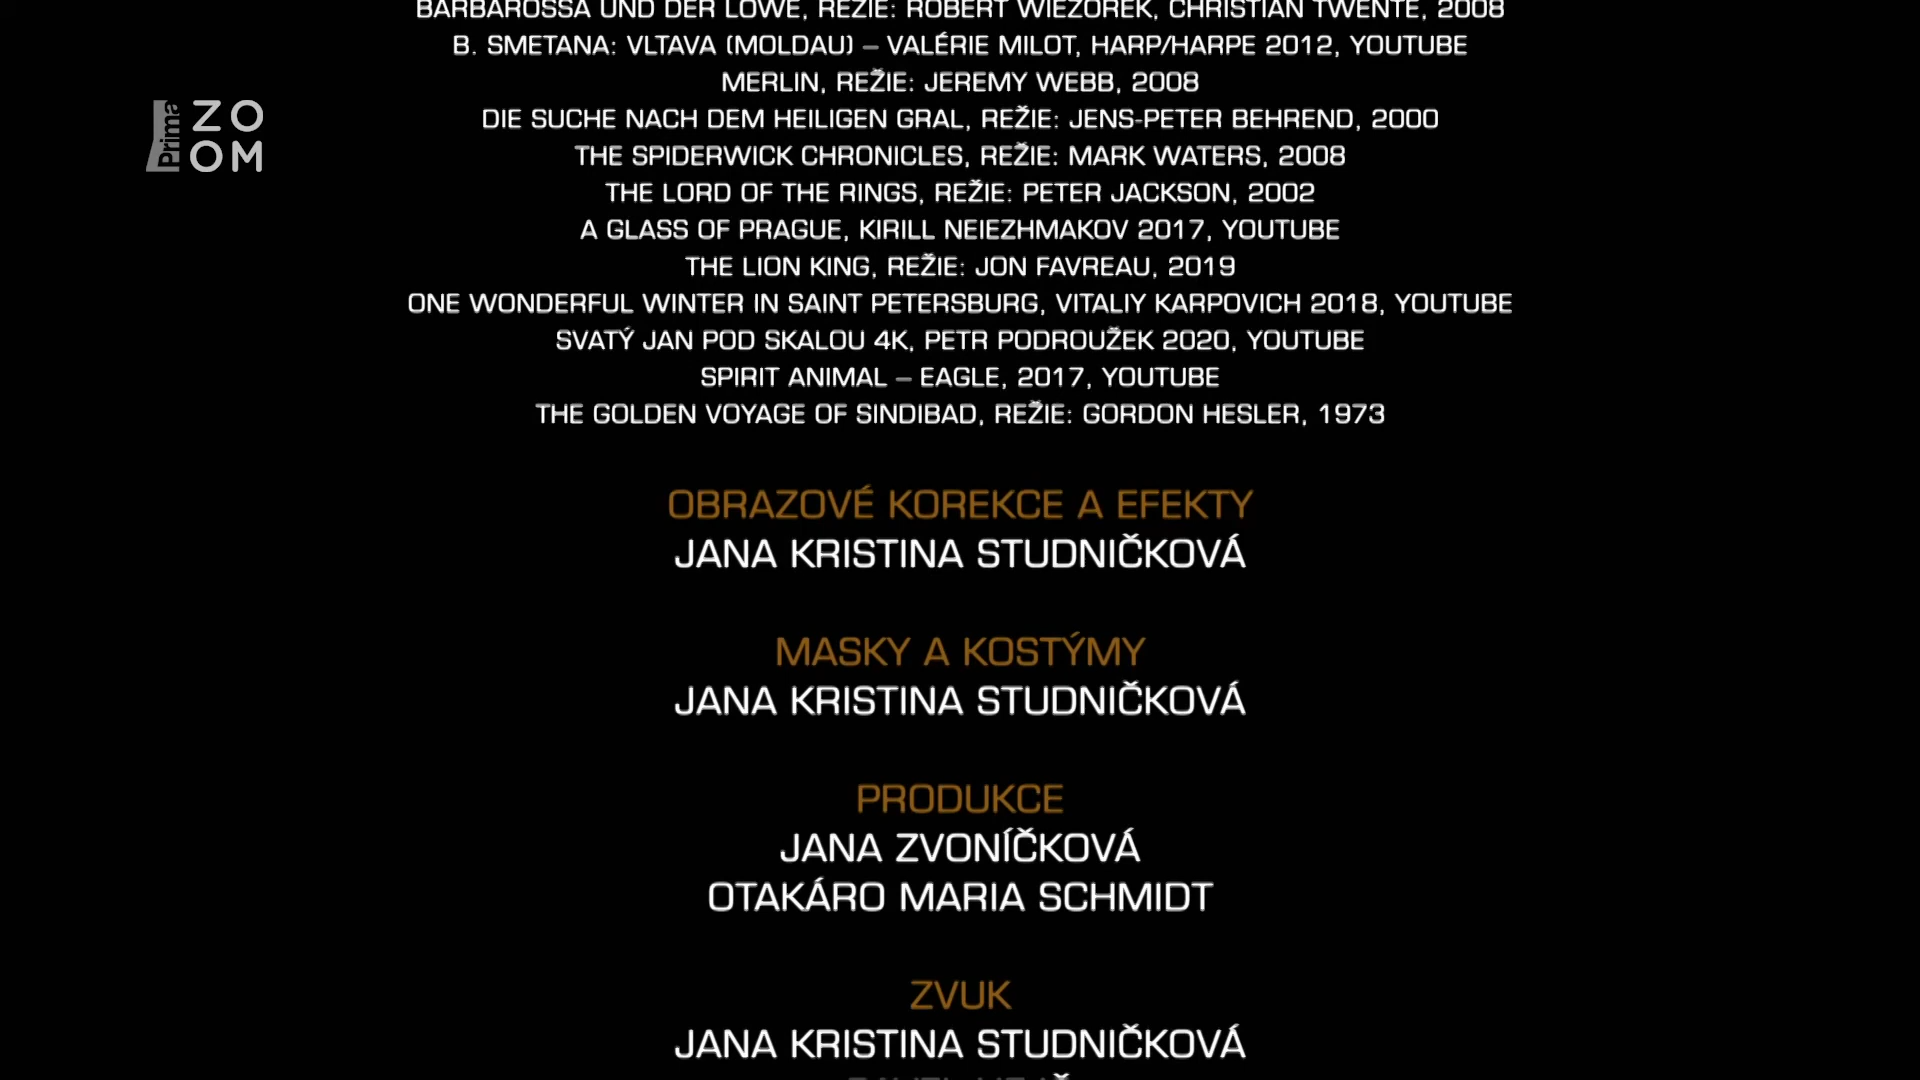 BARBAROSSA UND DER LÖWE, REŽIE: ROBERT WIEZOREK, CHRISTIAN TWENTE, 2008
B. SMETANA: VLTAVA (MOLDAU) – VALÉRIE MILOT, HARP/HARPE 2012, YOUTUBE
MERLIN, REŽIE: JEREMY WEBB, 2008
Prima ZOOM
DIE SUCHE NACH DEM HEILIGEN GRAL, REŽIE: JENS-PETER BEHREND, 2000
THE SPIDERWICK CHRONICLES, REŽIE: MARK WATERS, 2008
THE LORD OF THE RINGS, REŽIE: PETER JACKSON, 2002
A GLASS OF PRAGUE, KIRILL NEIEZHMAKOV 2017, YOUTUBE
THE LION KING, REŽIE: JON FAVREAU, 2019
ONE WONDERFUL WINTER IN SAINT PETERSBURG, VITALIY KARPOVICH 2018, YOUTUBE
SVATÝ JAN POD SKALOU 4K, PETR PODROUŽEK 2020, YOUTUBE
SPIRIT ANIMAL – EAGLE, 2017, YOUTUBE
THE GOLDEN VOYAGE OF SINDIBAD, REŽIE: GORDON HESLER, 1973
OBRAZOVÉ KOREKCE A EFEKTY
JANA KRISTINA STUDNIČKOVÁ
MASKY A KOSTÝMY
JANA KRISTINA STUDNIČKOVÁ
PRODUKCE
JANA ZVONÍČKOVÁ
OTAKÁRO MARIA SCHMIDT
ZVUK
JANA KRISTINA STUDNIČKOVÁ